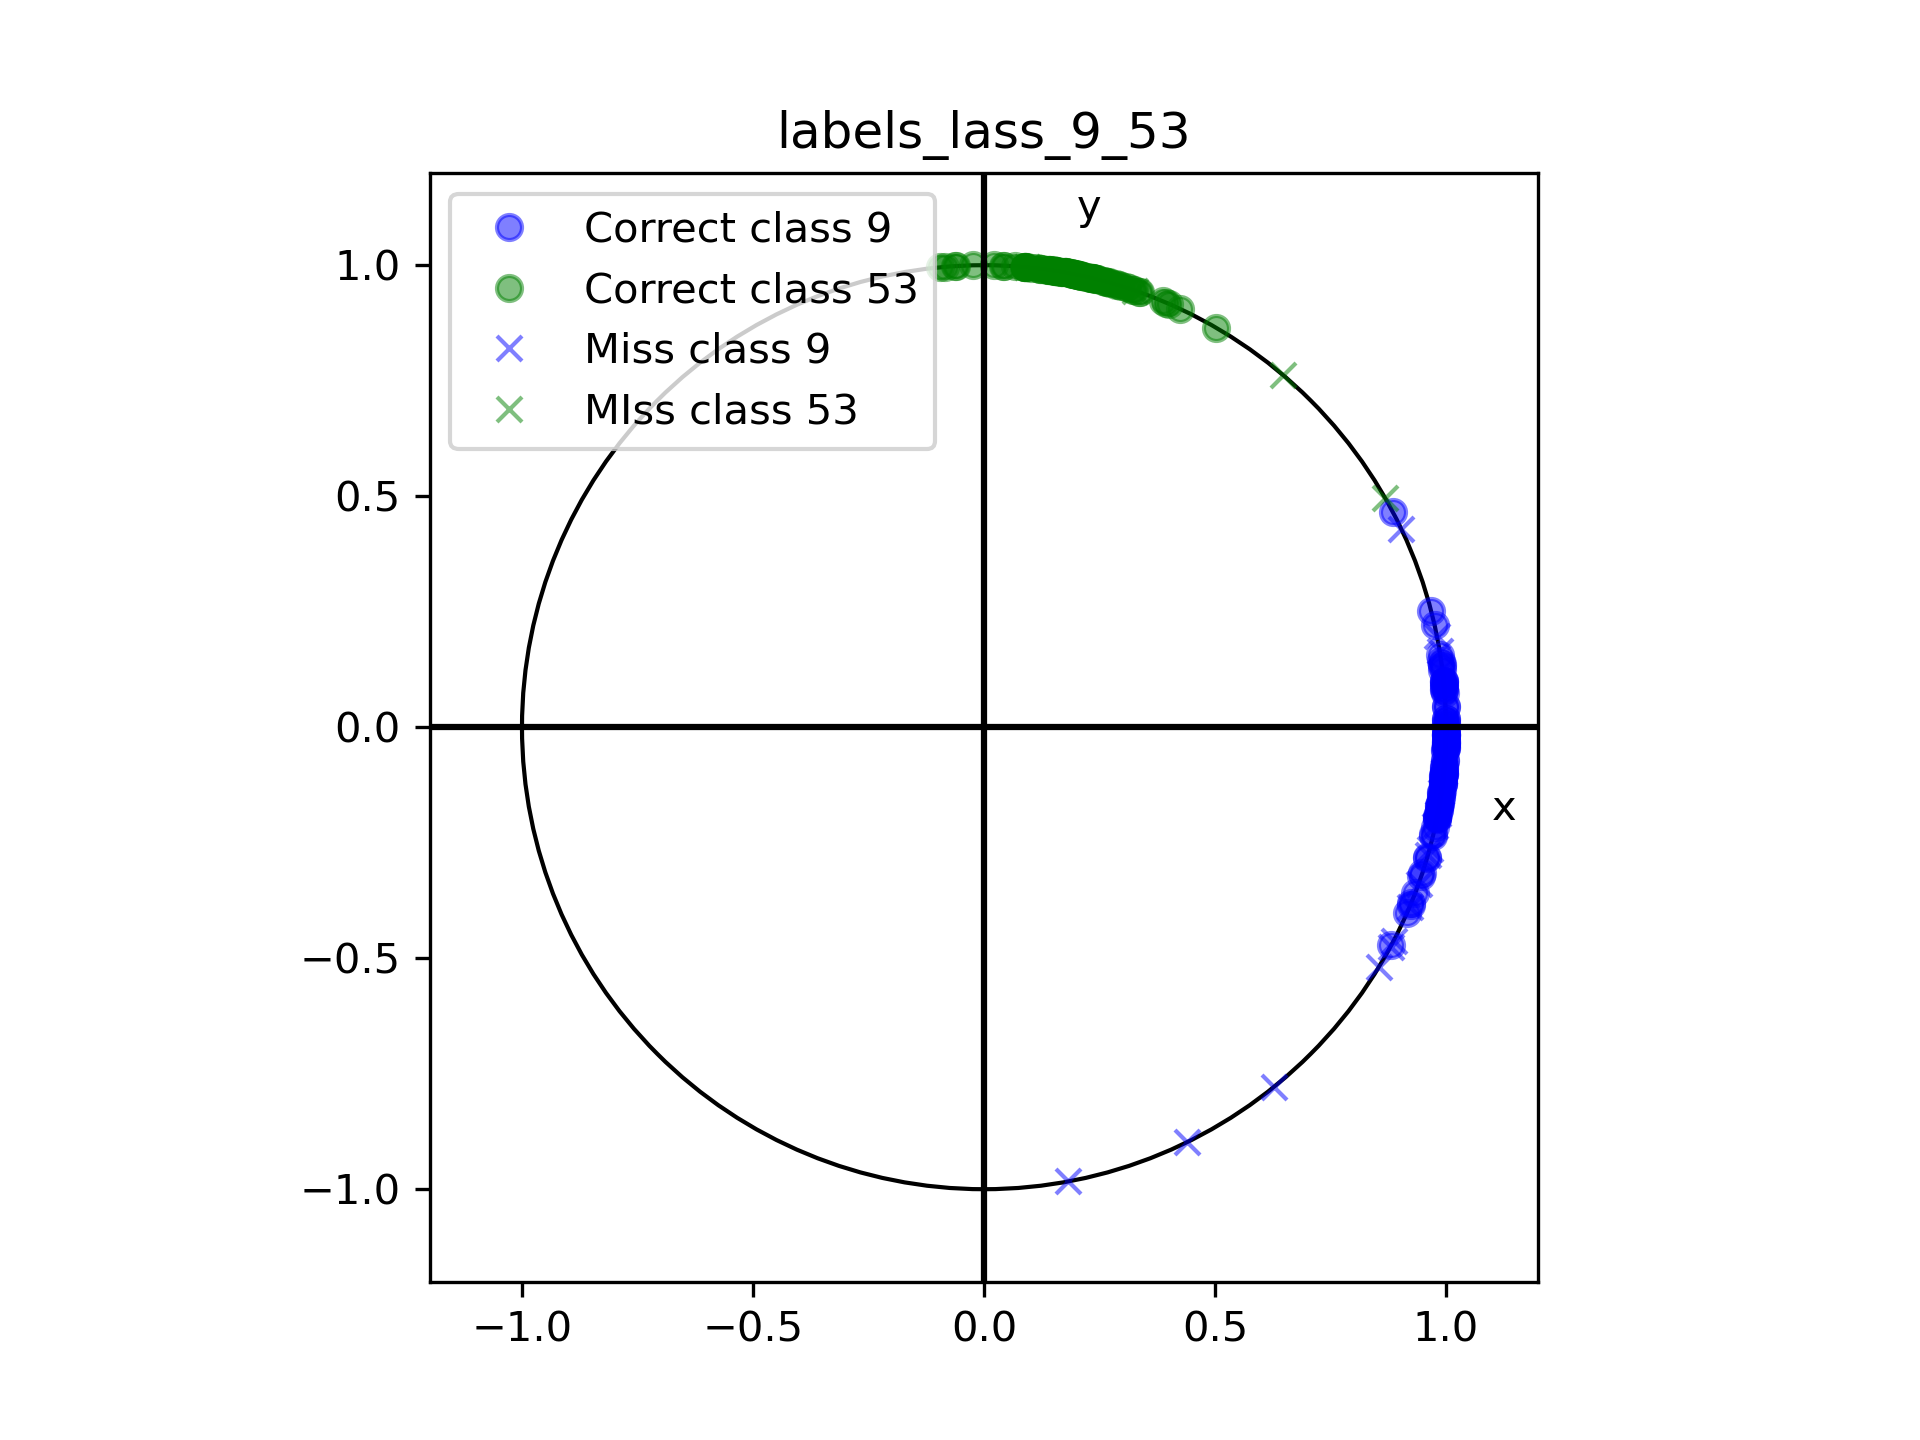 labels_lass_9_53
y
Correct class 9
Correct class 53
Miss class 9
MIss class 53
1.0
0.5
0.0
−0.5
−1.0
x
−1.0 −0.5 0.0 0.5 1.0